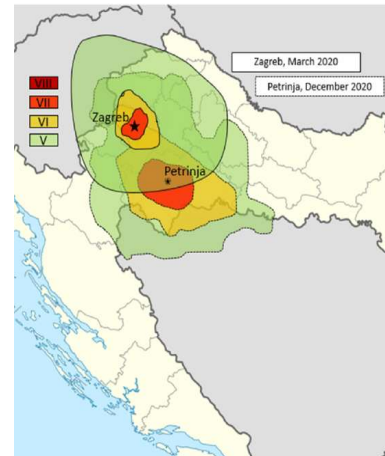 Zagreb, March 2020
Petrinja, December 2020
VIII
VII
VI
V
Zagreb
Petrinja